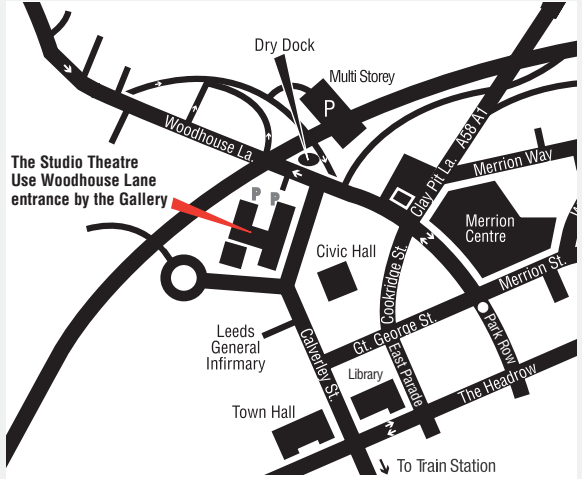 Dry Dock
Multi Storey
P
Woodhouse La.
Clay Pit La. A58 A1
Merrion Way
The Studio Theatre
Use Woodhouse Lane
entrance by the Gallery
P P
Merrion
Centre
Civic Hall
Cookridge St.
Merrion St.
Leeds
General
Infirmary
Calverley St.
Gt. George St.
East Parade
Park Row
Library
The Headrow
Town Hall
To Train Station